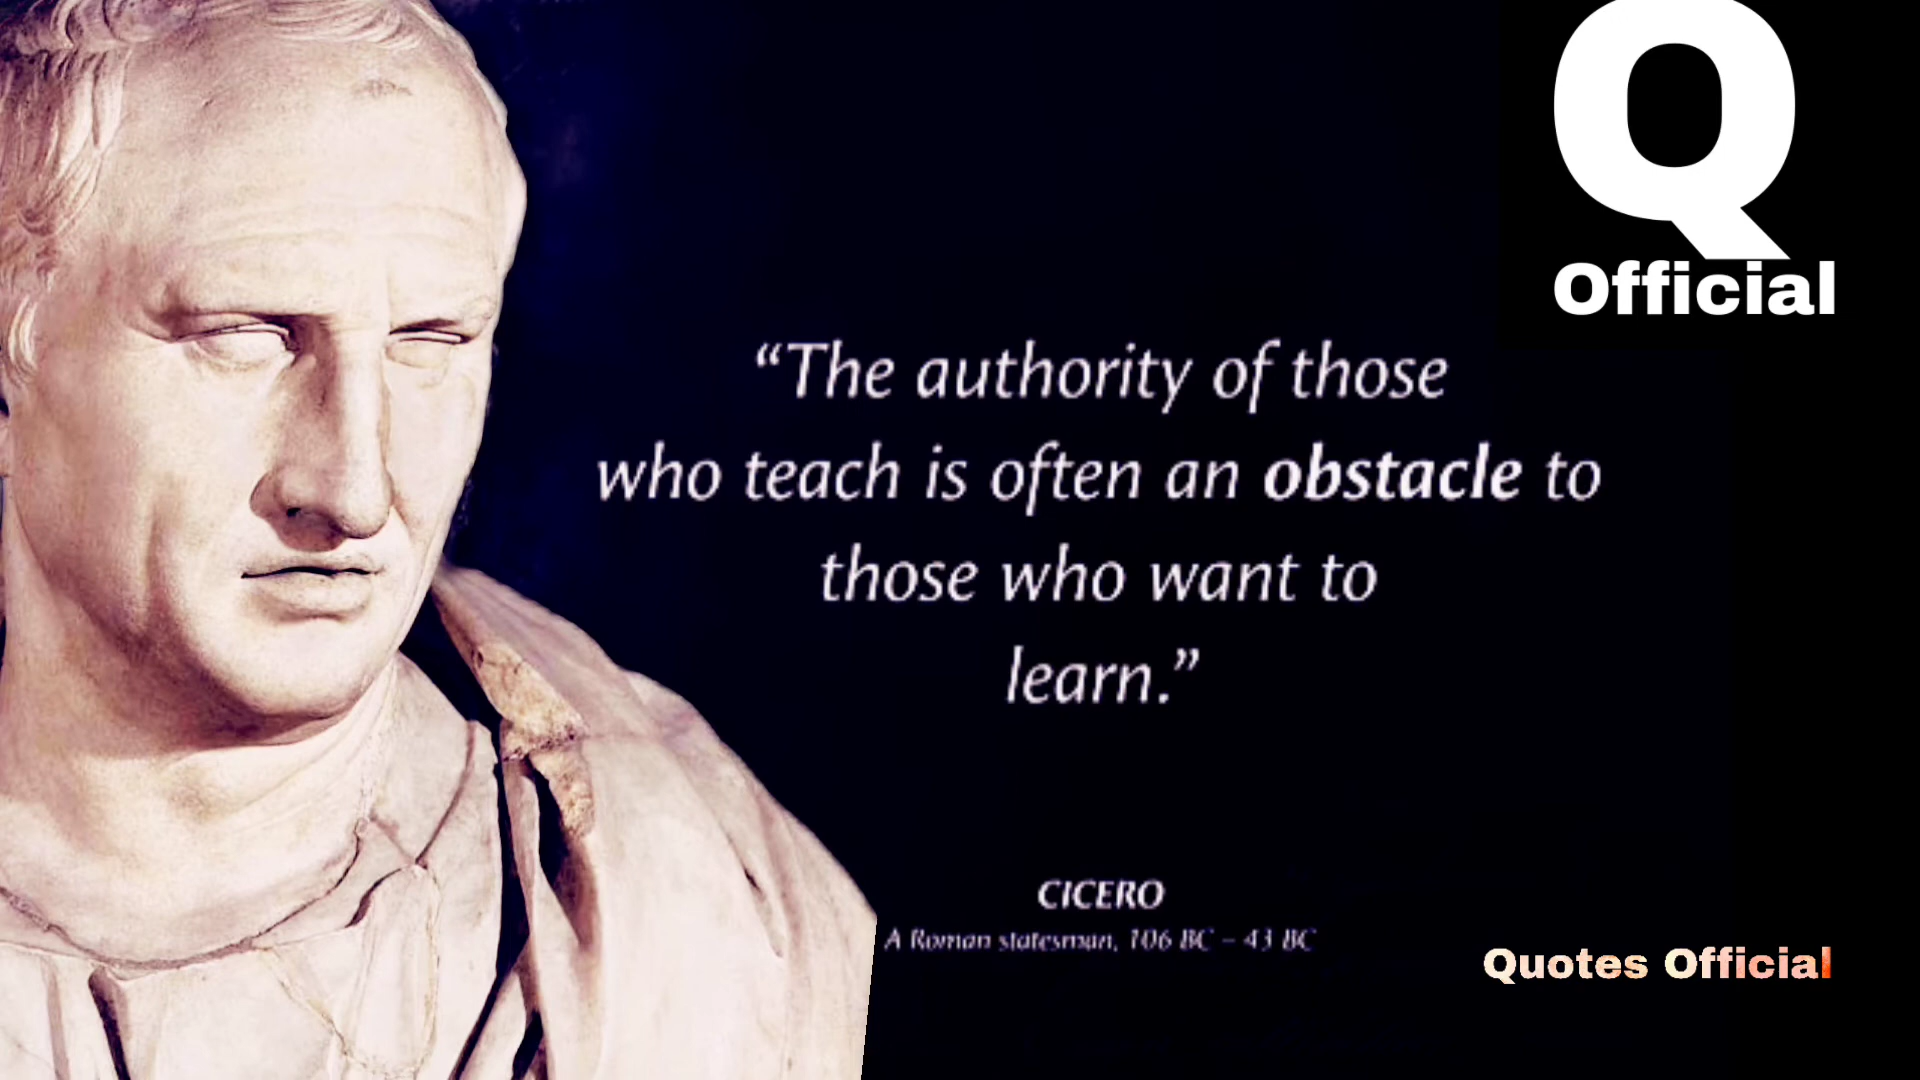 Q
Official
“The authority of those
who teach is often an obstacle to
those who want to
learn.”
CICERO
A Roman statesman, 106 BC – 43 BC
Quotes Official